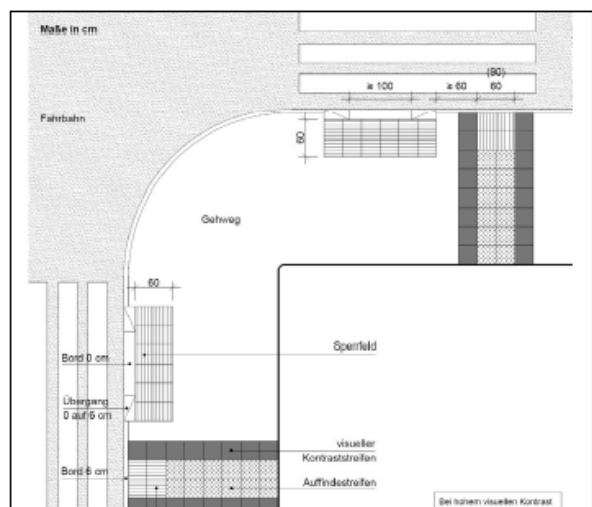 Maße in cm
(90)
≥ 100
≥ 60
60
Fahrbahn
60
Gehweg
60
Sperrfeld
Bord 0 cm
Übergang
0 auf 6 cm
visueller
Kontraststreifen
Bord 6 cm
Auffindestreifen
Bei hohem visuellen Kontrast